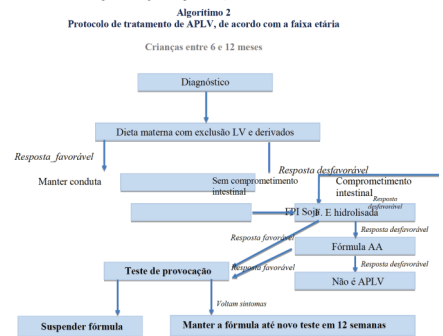 Algoritimo 2
Protocolo de tratamento de APLV, de acordo com a faixa etária
Crianças entre 6 e 12 meses
Diagnóstico
Dieta materna com exclusão LV e derivados
Resposta_favorável
Resposta desfavorável
Manter conduta
Sem comprometimento
intestinal
Comprometimento
intestinal
Resposta
desfavorável
FPI Soja
F. E hidrolisada
Resposta favorável
Resposta desfavorável
Fórmula AA
Resposta favorável
Resposta desfavorável
Teste de provocação
Não é APLV
Voltam sintomas
Suspender fórmula
Manter a fórmula até novo teste em 12 semanas